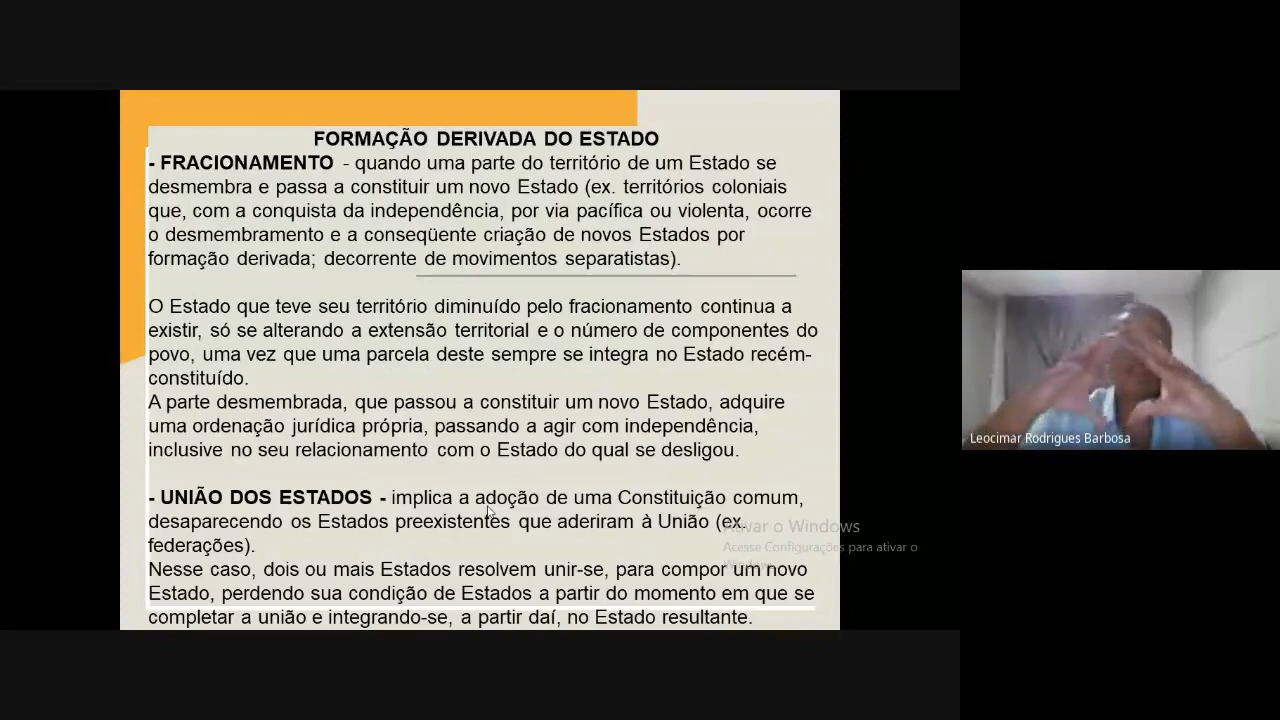 FORMAÇÃO DERIVADA DO ESTADO
- FRACIONAMENTO - quando uma parte do território de um Estado se
desmembra e passa a constituir um novo Estado (ex. territórios coloniais
que, com a conquista da independência, por via pacífica ou violenta, ocorre
o desmembramento e a conseqüente criação de novos Estados por
formação derivada; decorrente de movimentos separatistas).
O Estado que teve seu território diminuído pelo fracionamento continua a
existir, só se alterando a extensão territorial e o número de componentes do
povo, uma vez que uma parcela deste sempre se integra no Estado recém-
constituído.
A parte desmembrada, que passou a constituir um novo Estado, adquire
uma ordenação jurídica própria, passando a agir com independência,
inclusive no seu relacionamento com o Estado do qual se desligou.
- UNIÃO DOS ESTADOS - implica a adoção de uma Constituição comum,
desaparecendo os Estados preexistentes que aderiram à União (ex.
federações).
Nesse caso, dois ou mais Estados resolvem unir-se, para compor um novo
Estado, perdendo sua condição de Estados a partir do momento em que se
completar a união e integrando-se, a partir daí, no Estado resultante.
Ativar o Windows
Acesse Configurações para ativar o
Windows.
Leocimar Rodrigues Barbosa